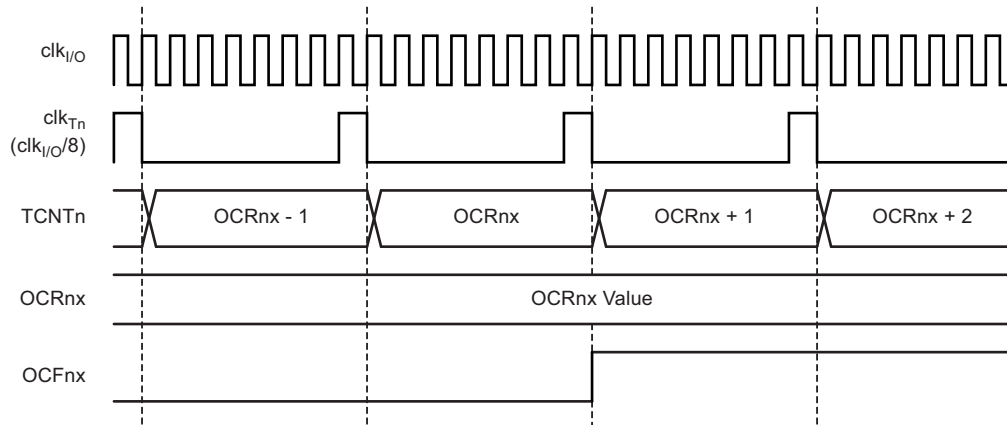 clkI/O
clkTn
(clkI/O/8)
TCNTn
OCRnx - 1
OCRnx
OCRnx + 1
OCRnx + 2
OCRnx
OCRnx Value
OCFnx